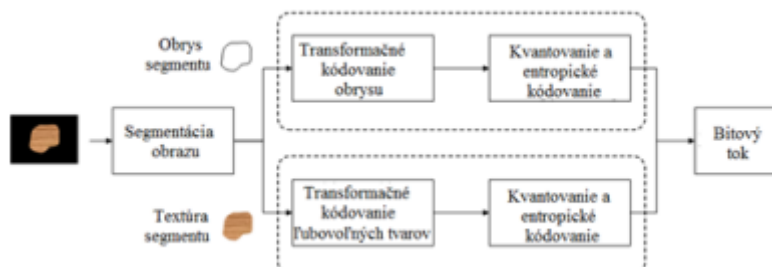 Obrys
segmentu
Transformačné
kódovanie
obrysu
Kvantovanie a
entropické
kódovanie
Segmentácia
obrazu
Bitový
tok
Textúra
segmentu
Transformačné
kódovanie
ľubovoľných tvarov
Kvantovanie a
entropické
kódovanie